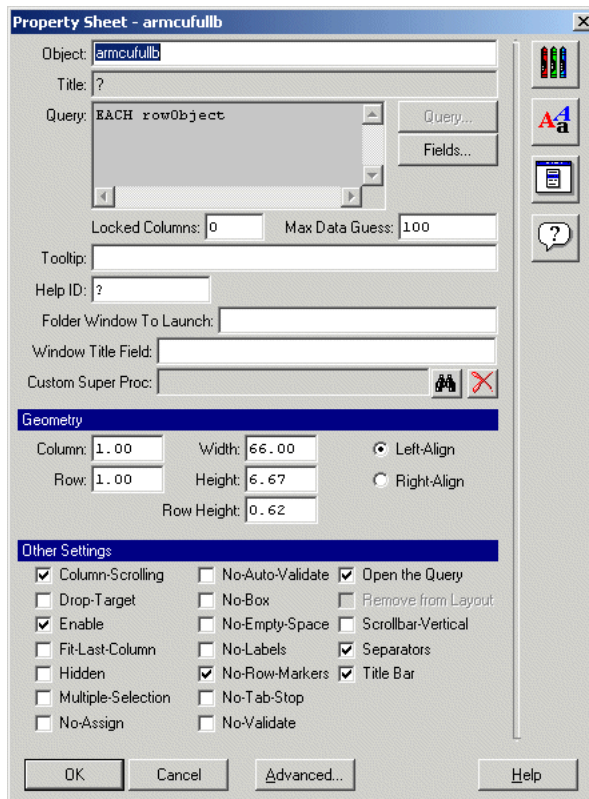 Property Sheet - armcufullb
Object: armcufullb
Title: ?
Query: EACH rowObject
Query...
Fields...
Locked Columns: 0 Max Data Guess: 100
Tooltip:
Help ID: ?
Folder Window To Launch:
Window Title Field:
Custom Super Proc:
Geometry
Column: 1.00 Width: 66.00 Left-Align
Row: 1.00 Height: 6.67 Right-Align
Row Height: 0.62
Other Settings
Column-Scrolling No-Auto-Validate Open the Query
Drop-Target No-Box Remove from Layout
Enable No-Empty-Space Scrollbar-Vertical
Fit-Last-Column No-Labels Separators
Hidden No-Row-Markers Title Bar
Multiple-Selection No-Tab-Stop
No-Assign No-Validate
OK Cancel Advanced... Help